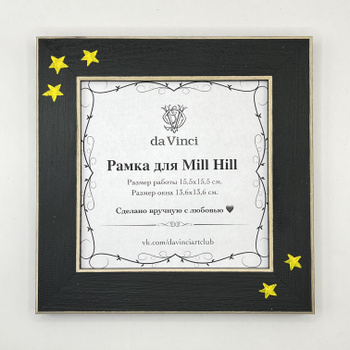 da Vinci
Рамка для Mill Hill
Размер работы 15,5х15,5 см.
Размер окна 13,6х13,6 см.
Сделано вручную с любовью 🖤
vk.com/davinciartclub